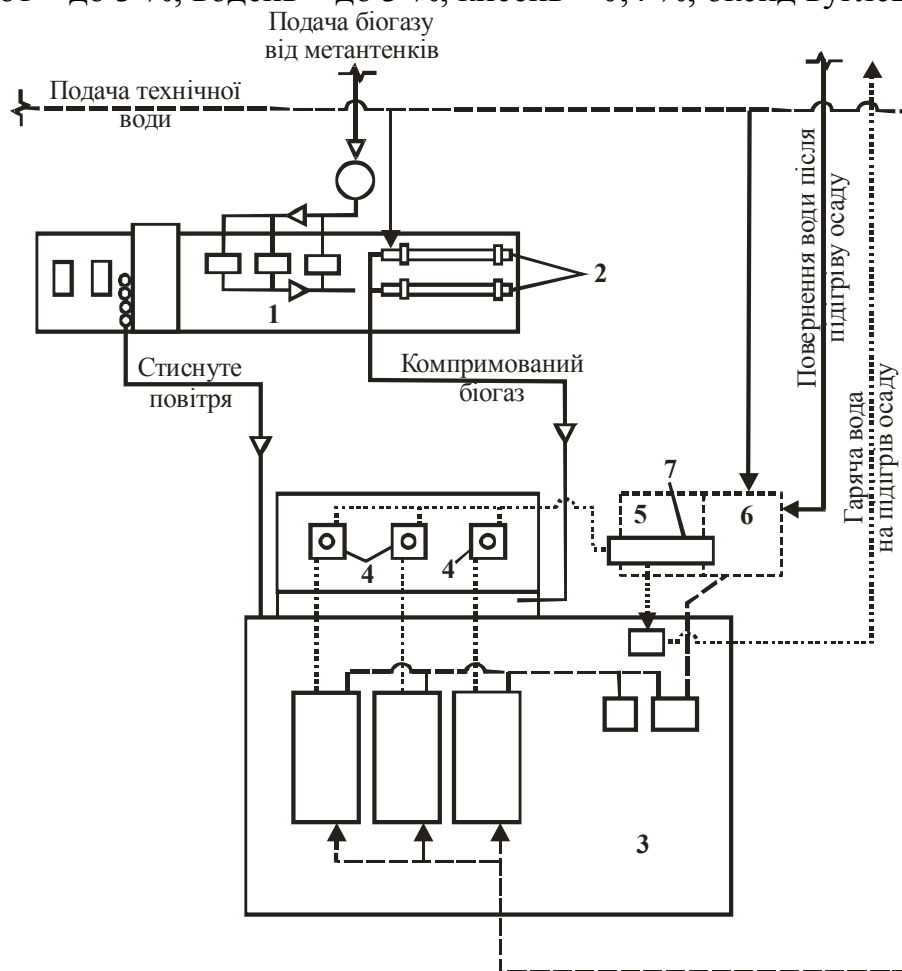 Подача біогазу
від метантенків
Подача технічної
води
Повернення води після
підігріву осаду
Гаряча вода
на підігрів осаду
2
1
Стиснуте
повітря
Компримований
біогаз
7
5
6
4
4
3